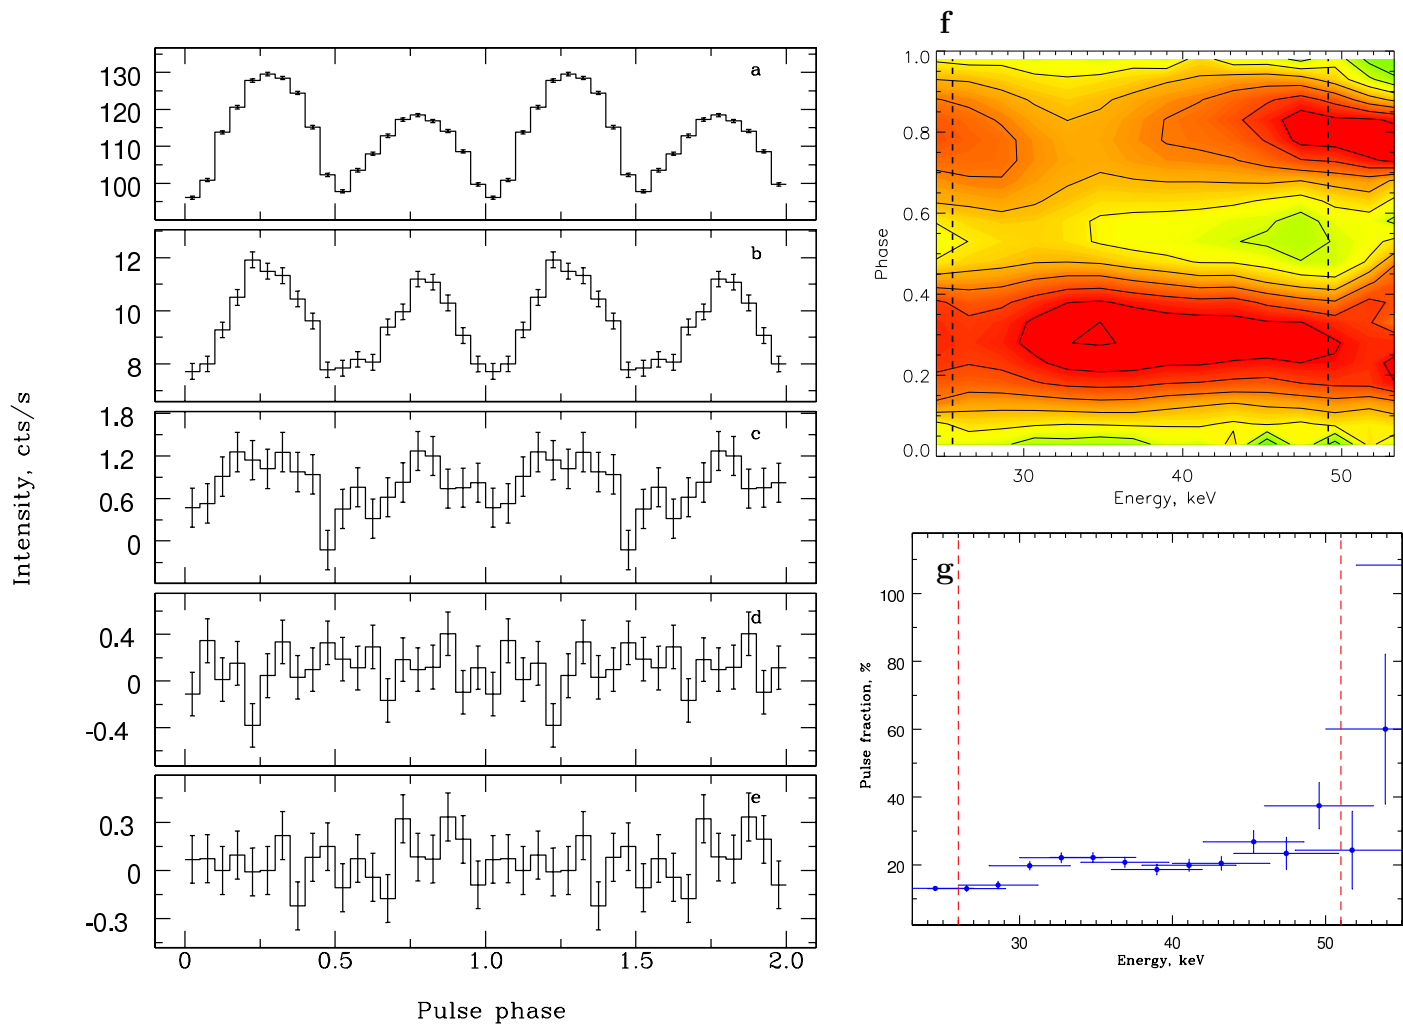 f
a
130
120
110
100
b
12
10
8
c
1.8
1.2
0.6
0
d
0.4
0
-0.4
e
0.3
0
-0.3
0 0.5 1.0 1.5 2.0
Pulse phase
Intensity, cts/s
1.0
0.8
0.6
0.4
0.2
0.0
Phase
30 40 50
Energy, keV
g
100
80
60
40
20
Pulse fraction, %
30 40 50
Energy, keV